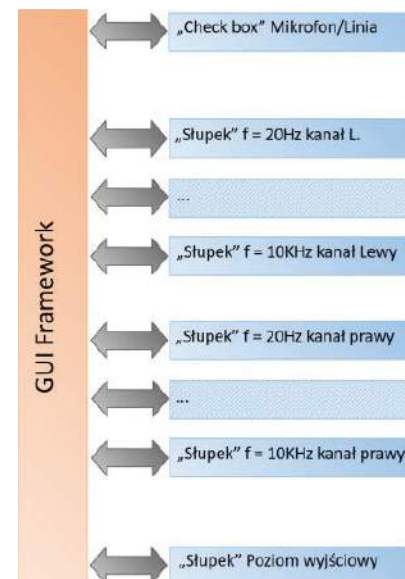 GUI Framework
„Check box” Mikrofon/Linia
„Słupek” f = 20Hz kanał L.
...
„Słupek” f = 10KHz kanał Lewy
„Słupek” f = 20Hz kanał prawy
...
„Słupek” f = 10KHz kanał prawy
„Słupek” Poziom wyjściowy